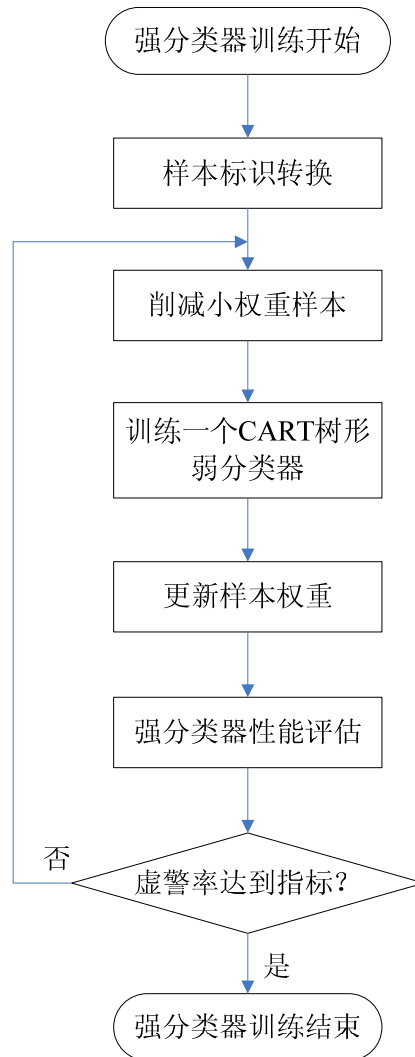 强分类器训练开始
样本标识转换
削减小权重样本
训练一个CART树形
弱分类器
更新样本权重
强分类器性能评估
否
虚警率达到指标？
是
强分类器训练结束